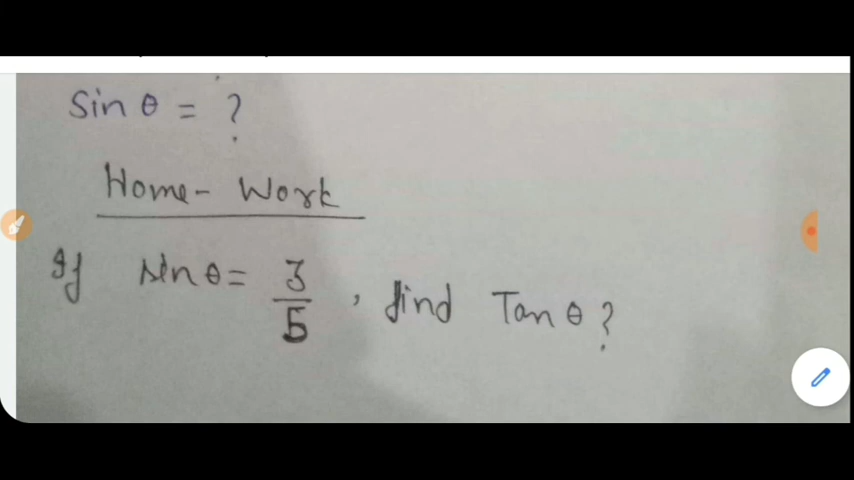 Sin θ = ?
Home- Work
If sin θ = 3/5 , find Tan θ ?